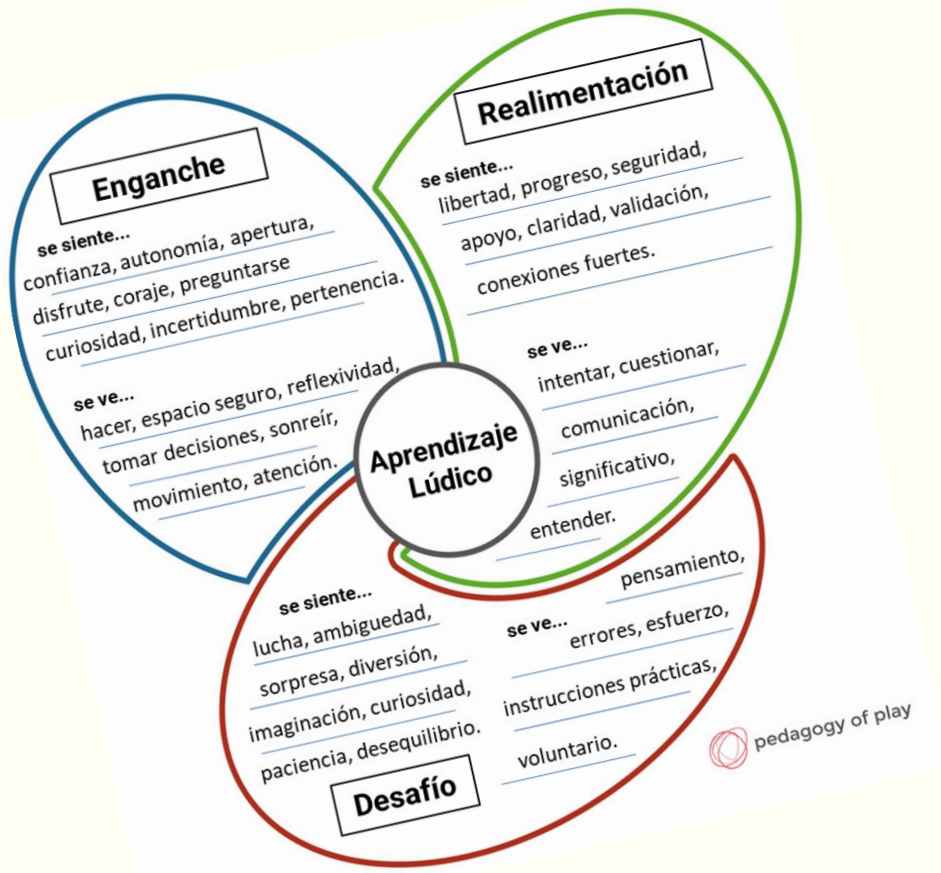 Enganche
se siente...
confianza, autonomía, apertura,
disfrute, coraje, preguntarse
curiosidad, incertidumbre, pertenencia.
se ve...
hacer, espacio seguro, reflexividad,
tomar decisiones, sonreír,
movimiento, atención.
Realimentación
se siente...
libertad, progreso, seguridad,
apoyo, claridad, validación,
conexiones fuertes.
se ve...
intentar, cuestionar,
comunicación,
significativo,
entender.
Aprendizaje
Lúdico
se siente...
lucha, ambiguedad,
sorpresa, diversión,
imaginación, curiosidad,
paciencia, desequilibrio.
Desafío
se ve...
pensamiento,
errores, esfuerzo,
instrucciones prácticas,
voluntario.
pedagogy of play